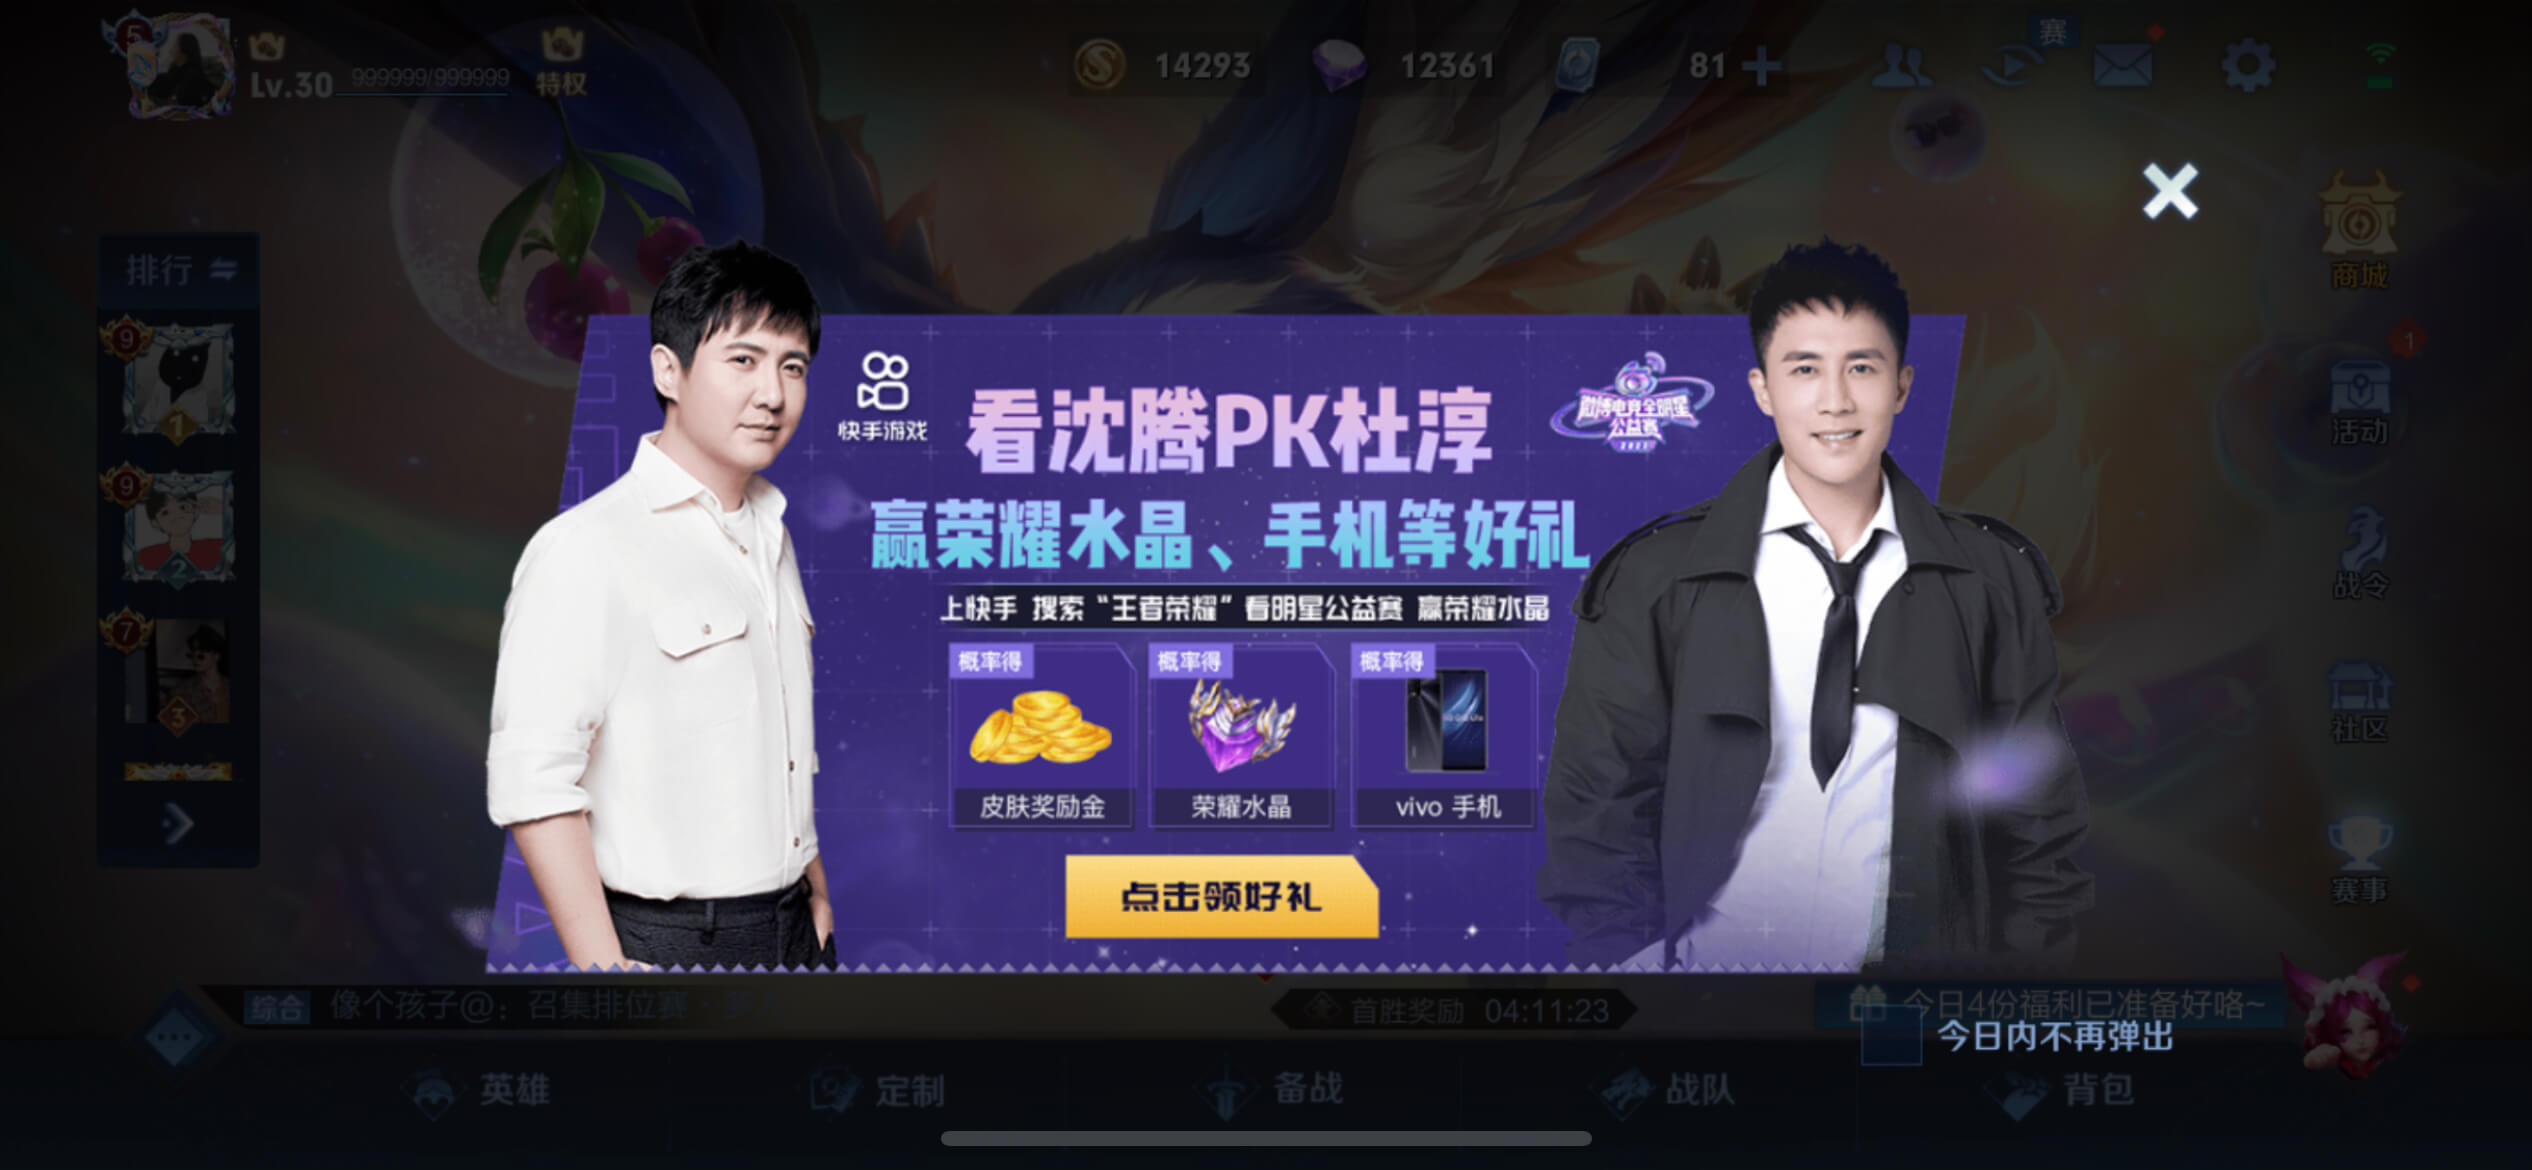 5
Lv.30 999999/999999
特权
14293
12361
81
赛
排行
9
1
9
2
7
3
商城
1
活动
战令
社区
赛事
快手游戏
看沈腾PK杜淳
微博电竞全明星
公益赛
赢荣耀水晶、手机等好礼
上快手 搜索“王者荣耀”看明星公益赛 赢荣耀水晶
概率得
概率得
概率得
皮肤奖励金
荣耀水晶
vivo 手机
点击领好礼
综合 像个孩子@：召集排位赛
首胜奖励 04:11:23
今日4份福利已准备好咯~
今日内不再弹出
英雄
定制
备战
战队
背包